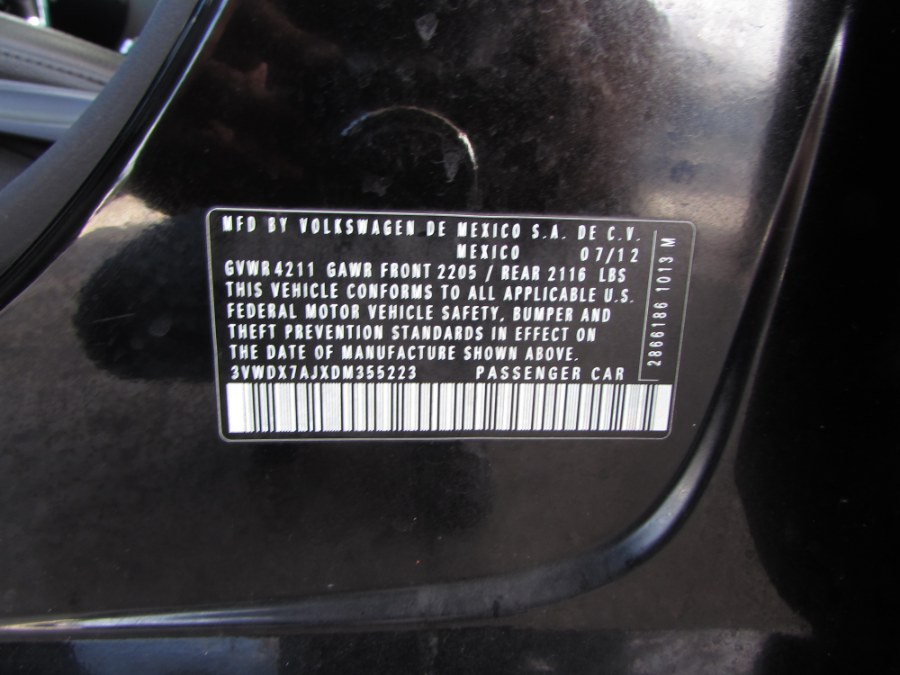 MFD BY VOLKSWAGEN DE MEXICO S.A. DE C.V.
MEXICO 07/12
GVWR 4211 GAWR FRONT 2205 / REAR 2116 LBS
THIS VEHICLE CONFORMS TO ALL APPLICABLE U.S.
FEDERAL MOTOR VEHICLE SAFETY, BUMPER AND
THEFT PREVENTION STANDARDS IN EFFECT ON
THE DATE OF MANUFACTURE SHOWN ABOVE.
3VWDX7AJXDM355223 PASSENGER CAR
2866186 1013 M